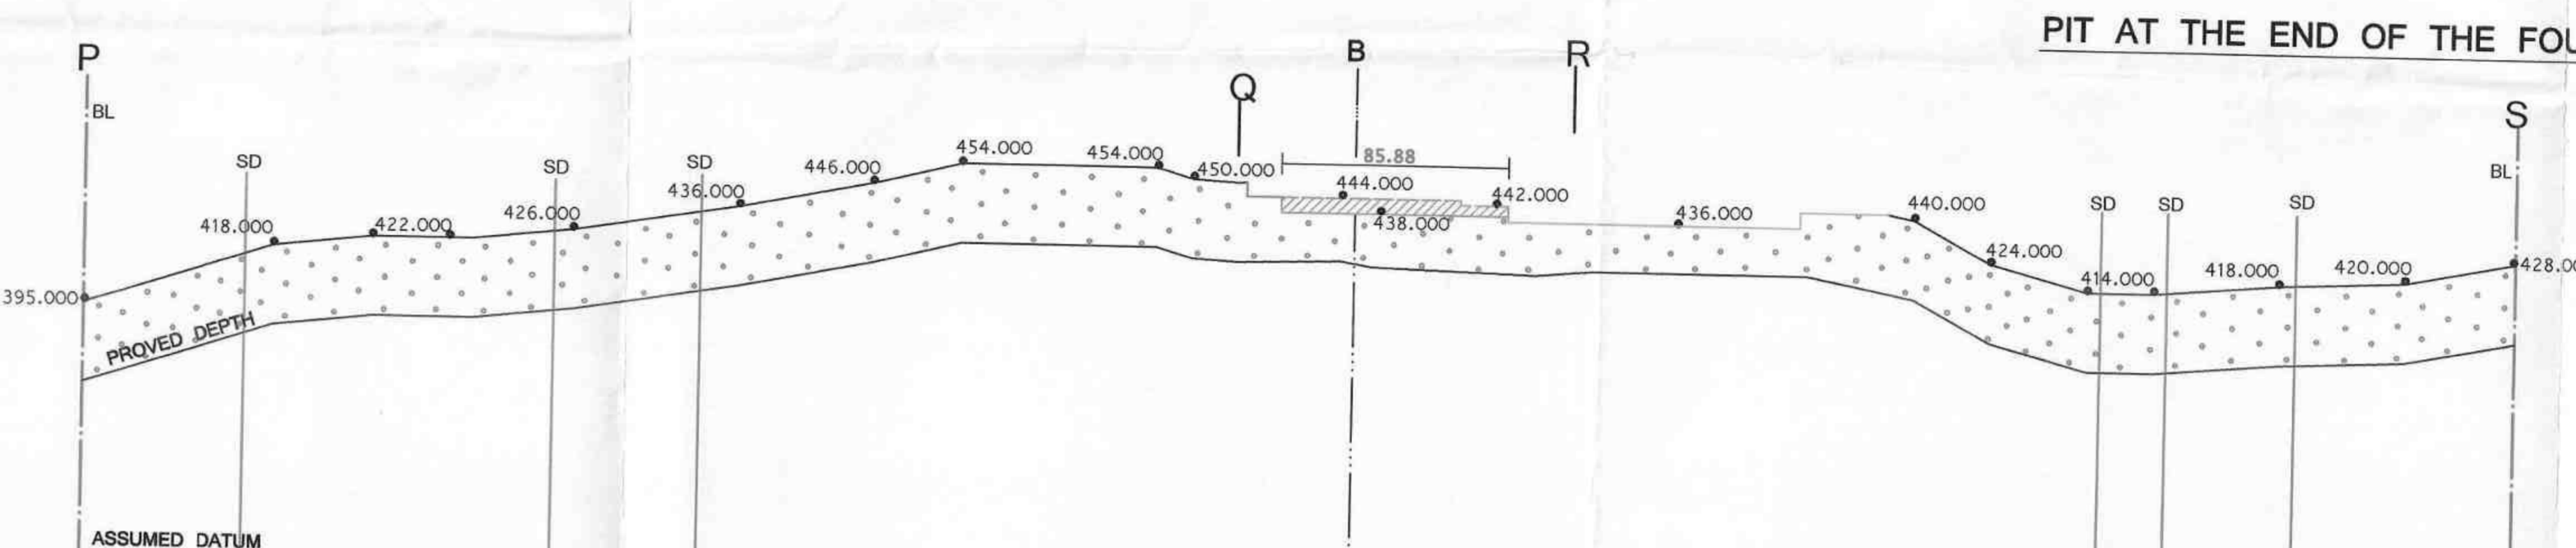 PIT AT THE END OF THE FOU
P
Q
B
R
S
BL
BL
SD
SD
SD
SD
SD
SD
395.000
418.000
422.000
426.000
436.000
446.000
454.000
454.000
450.000
85.88
444.000
442.000
438.000
436.000
440.000
424.000
414.000
418.000
420.000
428.00
PROVED DEPTH
ASSUMED DATUM